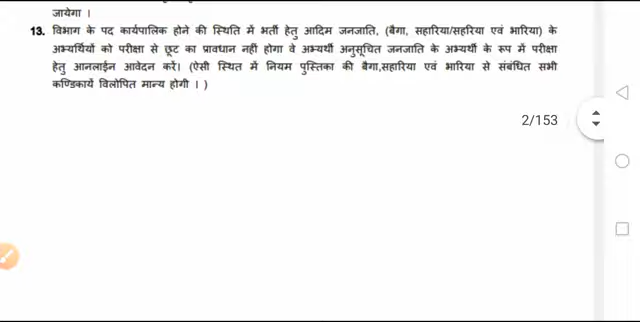 जायेगा ।
13. विभाग के पद कार्यपालिक होने की स्थिति में भर्ती हेतु आदिम जनजाति, (बैगा, सहारिया/सहरिया एवं भारिया) के
अभ्यर्थियों को परीक्षा से छूट का प्रावधान नहीं होगा वे अभ्यर्थी अनुसूचित जनजाति के अभ्यर्थी के रूप में परीक्षा
हेतु आनलाईन आवेदन करें। (ऐसी स्थित में नियम पुस्तिका की बैगा,सहारिया एवं भारिया से संबंधित सभी
कण्डिकायें विलोपित मान्य होगी । )
2/153